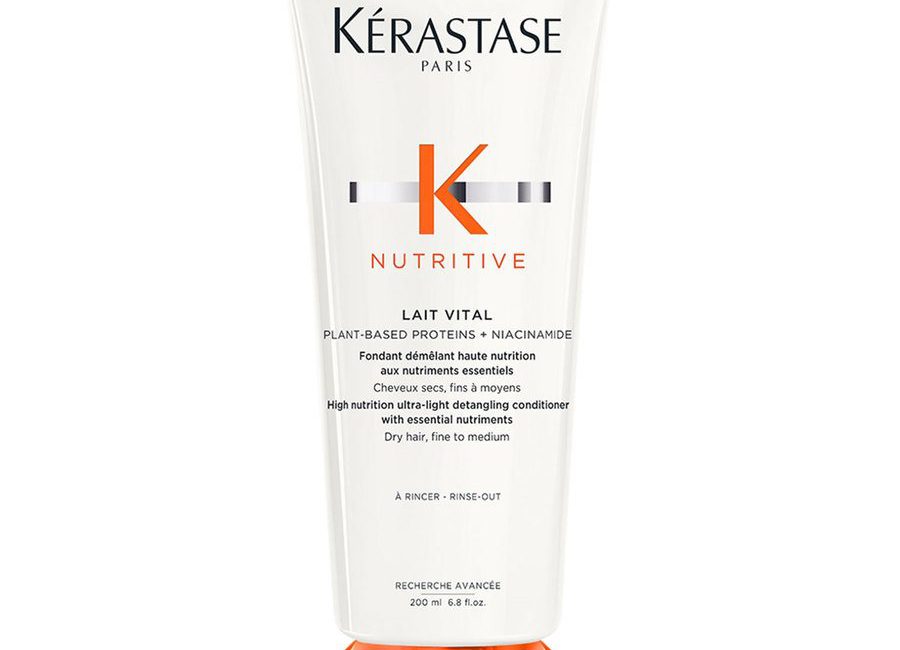 KÉRASTASE
PARIS
K
NUTRITIVE
LAIT VITAL
PLANT-BASED PROTEINS + NIACINAMIDE
Fondant démêlant haute nutrition
aux nutriments essentiels
Cheveux secs, fins à moyens
High nutrition ultra-light detangling conditioner
with essential nutriments
Dry hair, fine to medium
À RINCER - RINSE-OUT
RECHERCHE AVANCÉE
200 ml 6.8 fl.oz.